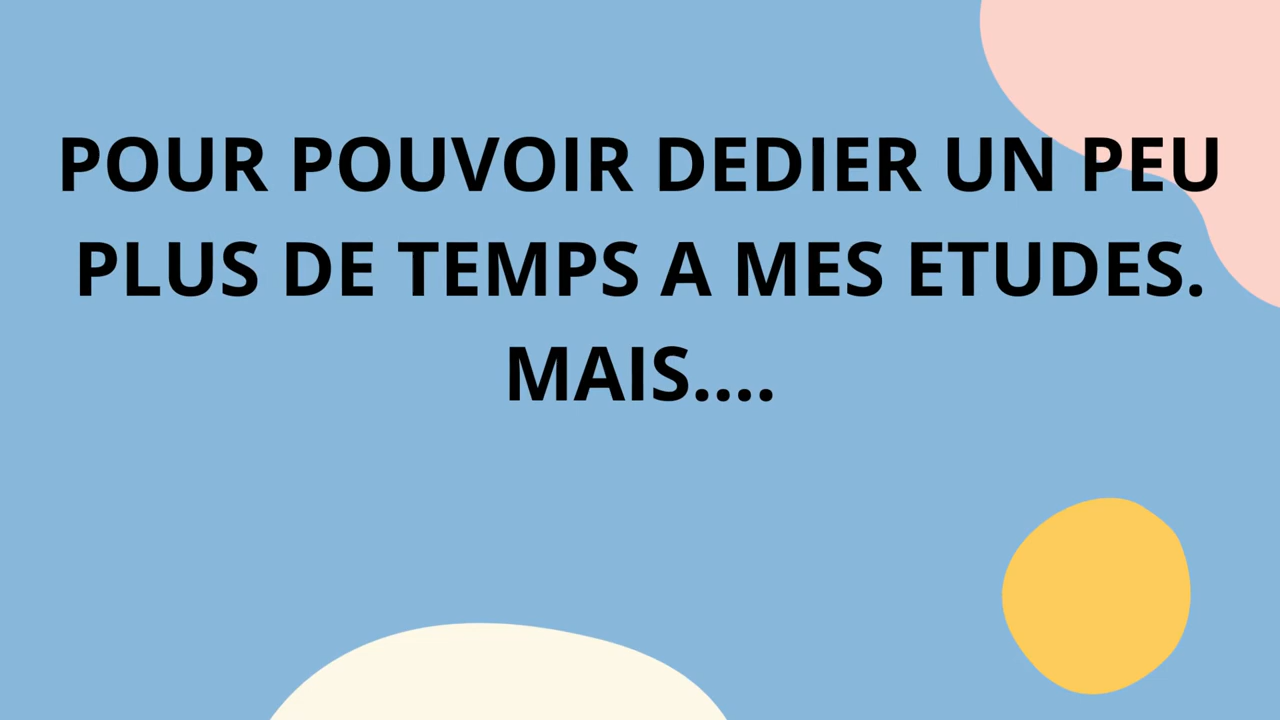 POUR POUVOIR DEDIER UN PEU
PLUS DE TEMPS A MES ETUDES.
MAIS....